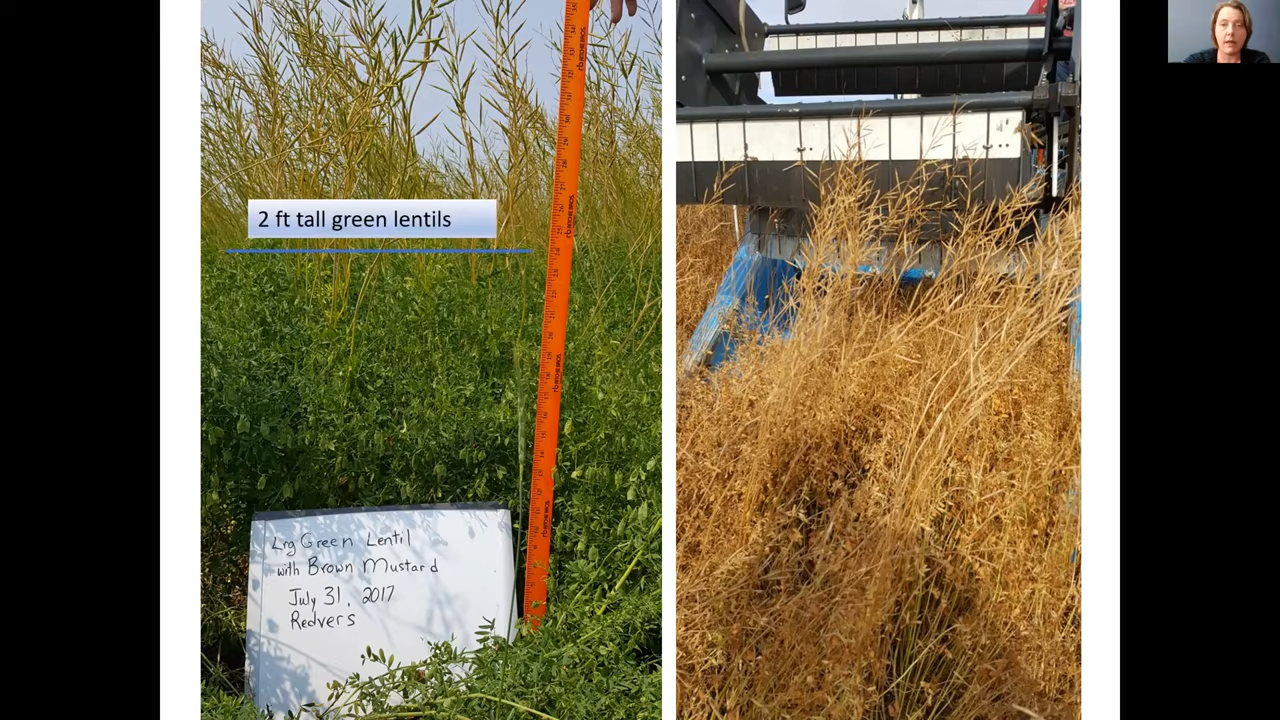 2 ft tall green lentils
Lrg Green Lentil
with Brown Mustard
July 31, 2017
Redvers